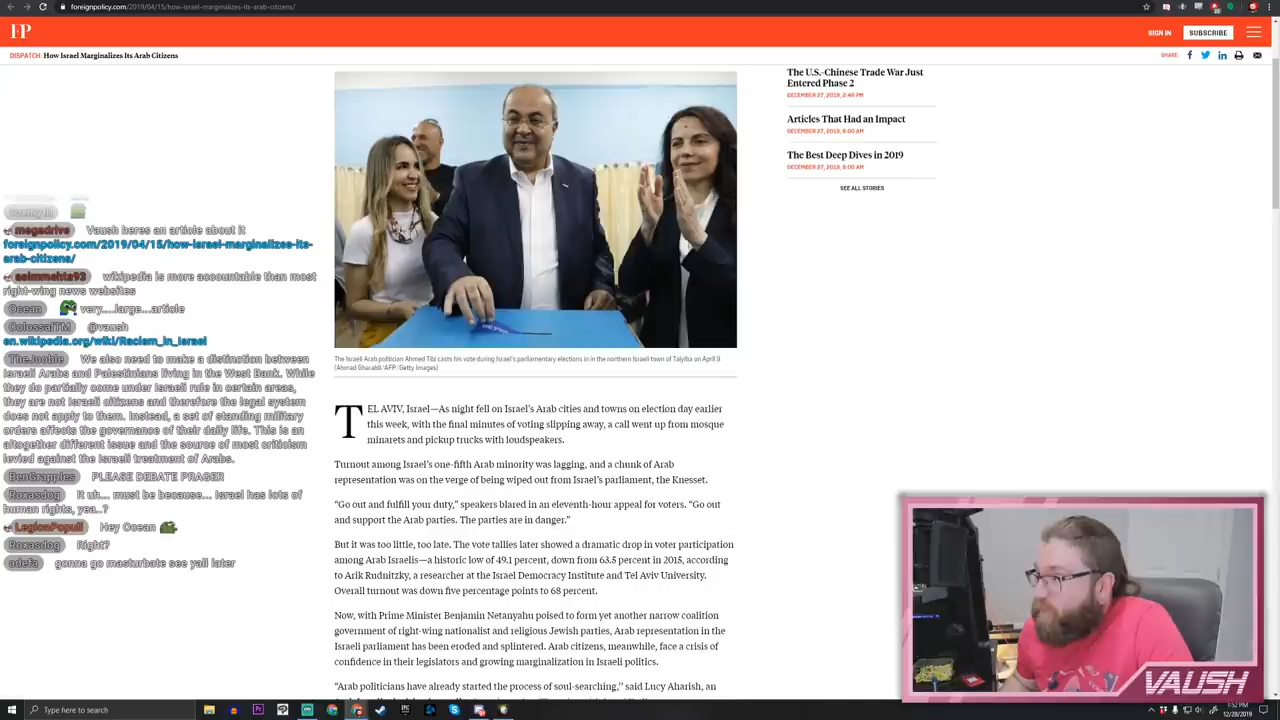 foreignpolicy.com/2019/04/15/how-israel-marginalizes-its-arab-citizens/
FP
SIGN IN
SUBSCRIBE
DISPATCH: How Israel Marginalizes Its Arab Citizens
SHARE:
The U.S.-Chinese Trade War Just
Entered Phase 2
DECEMBER 27, 2019, 2:46 PM
Articles That Had an Impact
DECEMBER 27, 2019, 6:00 AM
The Best Deep Dives in 2019
DECEMBER 27, 2019, 6:00 AM
SEE ALL STORIES
megadrive Vaush heres an article about it
foreignpolicy.com/2019/04/15/how-israel-marginalizes-its-
arab-citizens/
wikipedia is more accountable than most
right-wing news websites
Ocean very....large...article
ColossalTM @vaush
en.wikipedia.org/wiki/Racism_in_Israel
TheJoobie We also need to make a distinction between
Israeli Arabs and Palestinians living in the West Bank. While
they do partially come under Israeli rule in certain areas,
they are not Israeli citizens and therefore the legal system
does not apply to them. Instead, a set of standing military
orders affects the governance of their daily life. This is an
altogether different issue and the source of most criticism
levied against the Israeli treatment of Arabs.
BenGrapples PLEASE DEBATE PRAGER
Roxasdog It uh... must be because... Israel has lots of
human rights, yea..?
LegionPopuli Hey Ocean
Roxasdog Right?
adefa gonna go masturbate see yall later
The Israeli Arab politician Ahmed Tibi casts his vote during Israel's parliamentary elections in in the northern Israeli town of Taiyiba on April 9.
(Ahmad Gharabli/AFP/Getty Images)
TEL AVIV, Israel—As night fell on Israel's Arab cities and towns on election day earlier
this week, with the final minutes of voting slipping away, a call went up from mosque
minarets and pickup trucks with loudspeakers.
Turnout among Israel's one-fifth Arab minority was lagging, and a chunk of Arab
representation was on the verge of being wiped out from Israel's parliament, the Knesset.
“Go out and fulfill your duty,” speakers blared in an eleventh-hour appeal for voters. “Go out
and support the Arab parties. The parties are in danger.”
But it was too little, too late. The vote tallies later showed a dramatic drop in voter participation
among Arab Israelis—a historic low of 49.1 percent, down from 63.5 percent in 2015, according
to Arik Rudnitzky, a researcher at the Israel Democracy Institute and Tel Aviv University.
Overall turnout was down five percentage points to 68 percent.
Now, with Prime Minister Benjamin Netanyahu poised to form yet another narrow coalition
government of right-wing nationalist and religious Jewish parties, Arab representation in the
Israeli parliament has been eroded and splintered. Arab citizens, meanwhile, face a crisis of
confidence in their legislators and growing marginalization in Israeli politics.
“Arab politicians have already started the process of soul-searching,” said Lucy Aharish, an
VAUSH
Type here to search
1:52 PM
12/28/2019